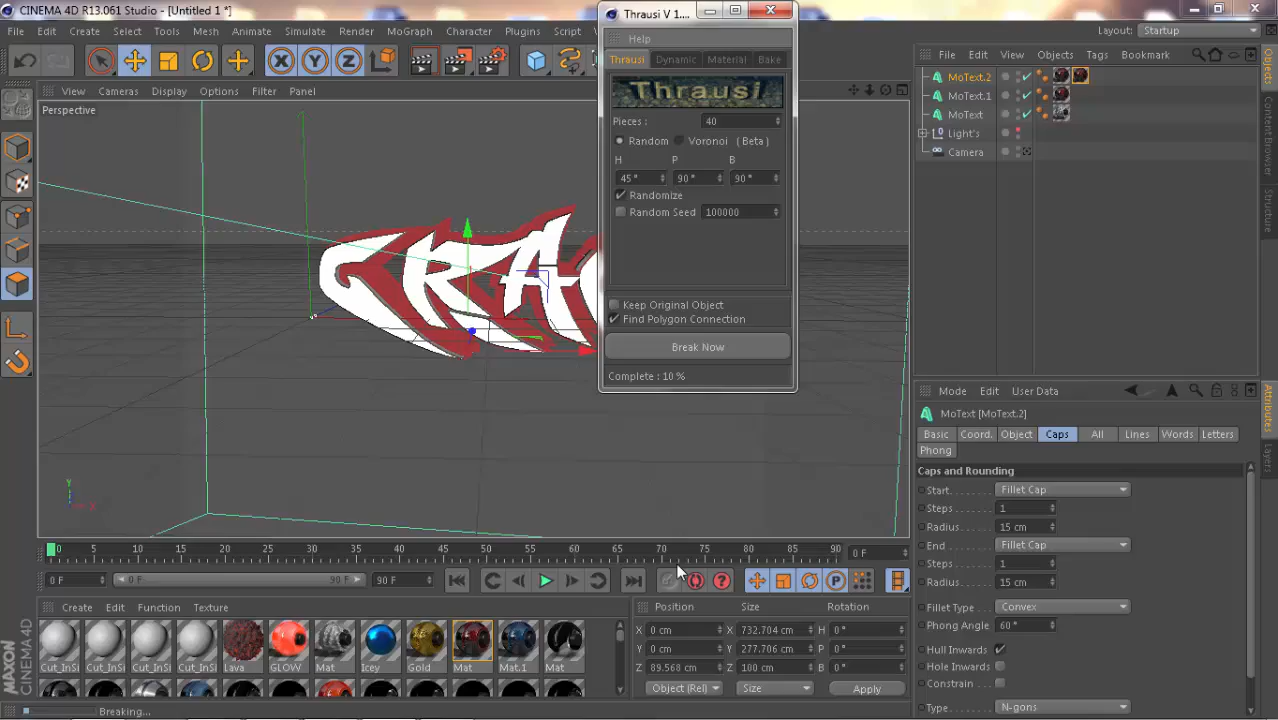 CINEMA 4D R13.061 Studio - [Untitled 1 *]
File Edit Create Select Tools Mesh Animate Simulate Render MoGraph Character Plugins Script Window Help
Layout: Startup
X Y Z
View Cameras Display Options Filter Panel
Perspective
Thrausi V 1....
Help
Thrausi Dynamic Material Bake
Thrausi
Pieces : 40
Random Voronoi ( Beta )
H P B
45 ° 90 ° 90 °
Randomize
Random Seed 100000
Keep Original Object
Find Polygon Connection
Break Now
Complete : 10 %
File Edit View Objects Tags Bookmark
MoText.2
MoText.1
MoText
Light's
Camera
Objects
Content Browser
Structure
Mode Edit User Data
MoText [MoText.2]
Basic Coord. Object Caps All Lines Words Letters
Phong
Caps and Rounding
Start Fillet Cap
Steps 1
Radius 15 cm
End Fillet Cap
Steps 1
Radius 15 cm
Fillet Type Convex
Phong Angle 60 °
Hull Inwards
Hole Inwards
Constrain
Type N-gons
Attributes
Layers
Y
X
0 5 10 15 20 25 30 35 40 45 50 55 60 65 70 75 80 85 90 0 F
0 F 0 F 90 F 90 F
Create Edit Function Texture
Cut_InSi Cut_InSi Cut_InSi Cut_InSi Lava GLOW Mat Icey Gold Mat Mat.1 Mat
Position Size Rotation
X 0 cm X 732.704 cm H 0 °
Y 0 cm Y 277.706 cm P 0 °
Z 89.568 cm Z 100 cm B 0 °
Object (Rel) Size Apply
MAXON
CINEMA 4D
Breaking...